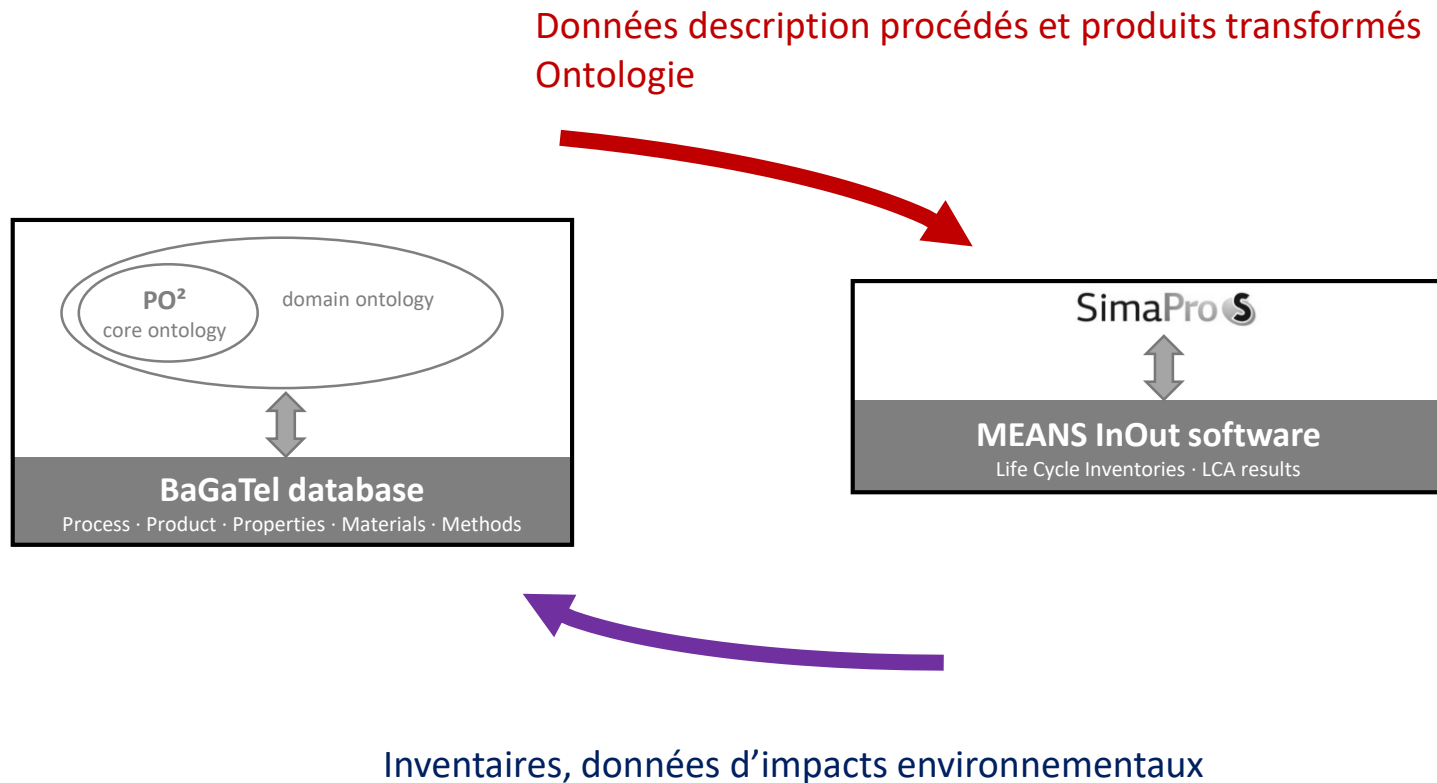 Données description procédés et produits transformés
Ontologie
PO²
core ontology
domain ontology
BaGaTel database
Process · Product · Properties · Materials · Methods
SimaPro S
MEANS InOut software
Life Cycle Inventories · LCA results
Inventaires, données d’impacts environnementaux